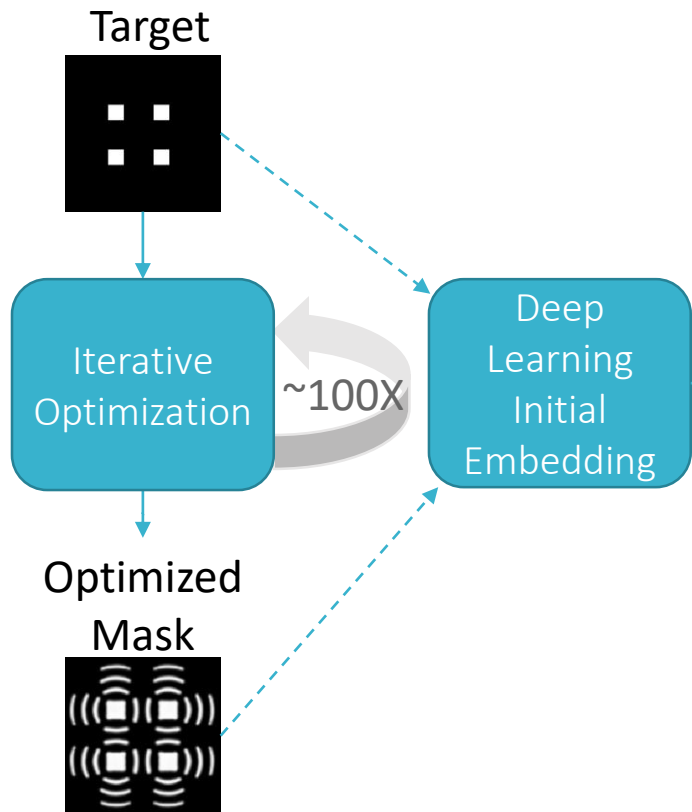 Target
Iterative
Optimization
~100X
Deep
Learning
Initial
Embedding
Optimized
Mask